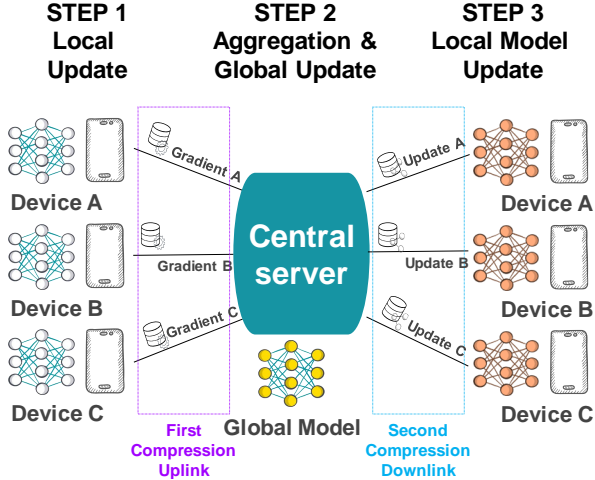 STEP 1
Local
Update
STEP 2
Aggregation &
Global Update
STEP 3
Local Model
Update
Gradient A
Update A
Device A
Device A
Central
server
Gradient B
Update B
Device B
Device B
Gradient C
Update C
Device C
Device C
Global Model
First
Compression
Uplink
Second
Compression
Downlink